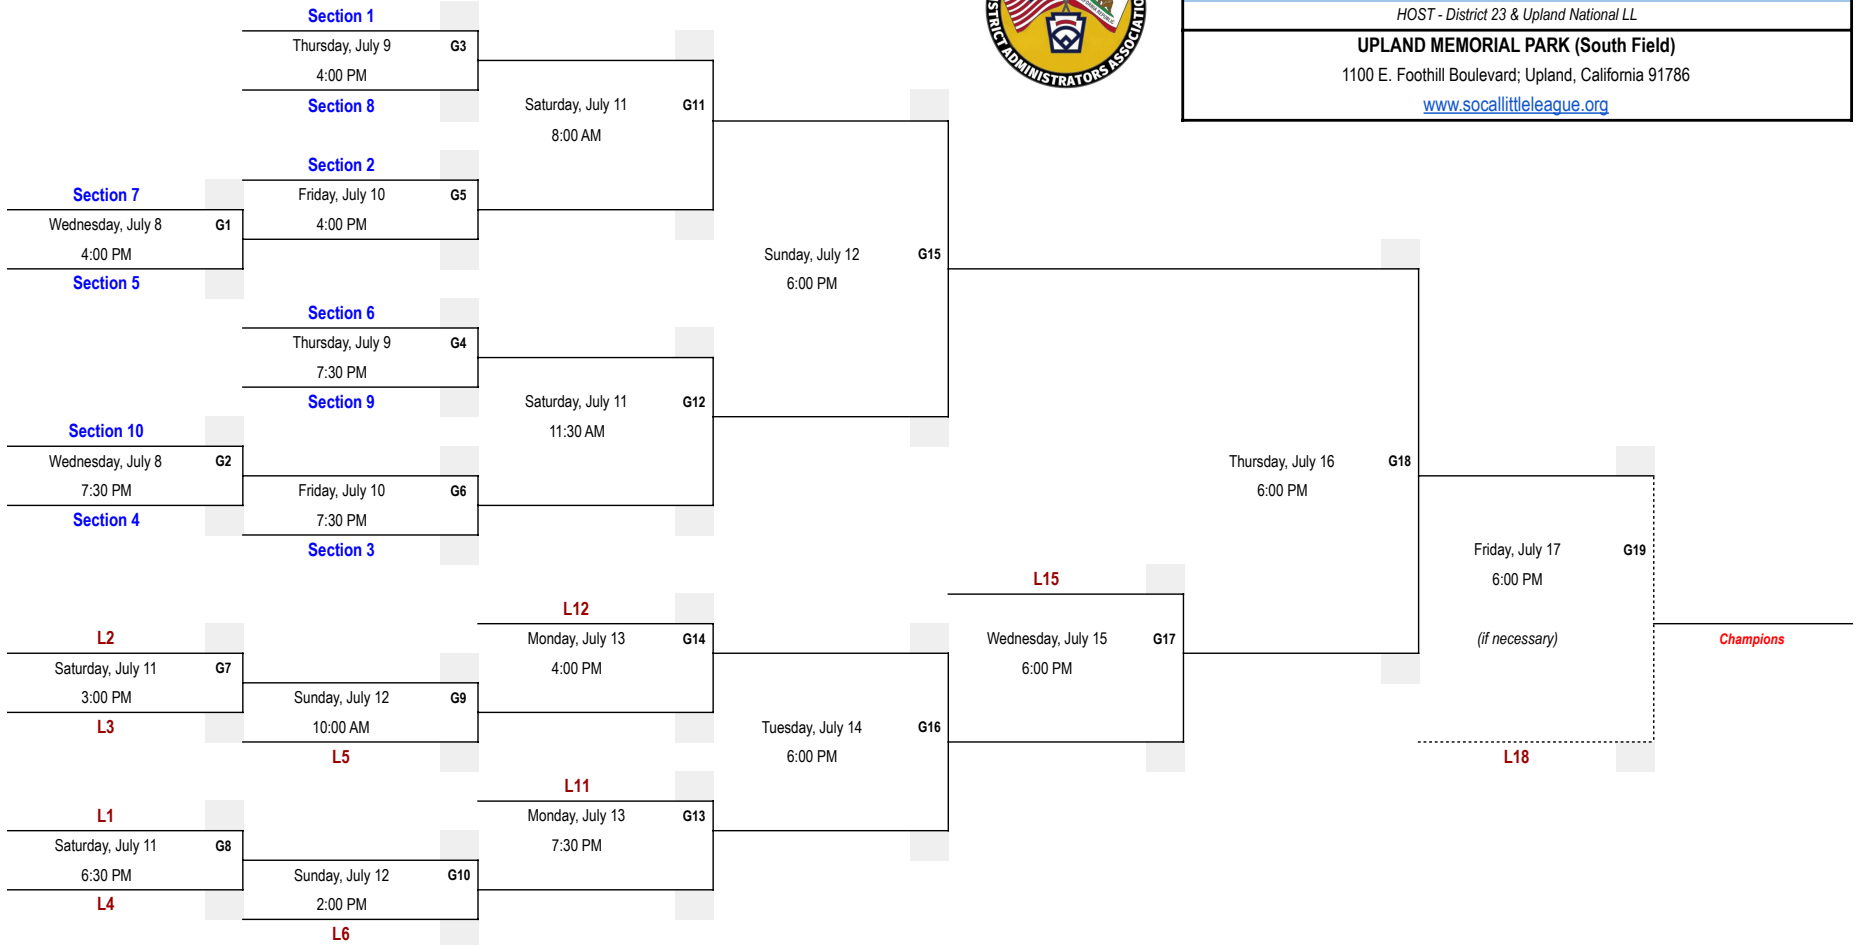 HOST - District 23 & Upland National LL
UPLAND MEMORIAL PARK (South Field)
1100 E. Foothill Boulevard; Upland, California 91786
www.socallittleleague.org
DISTRICT ADMINISTRATORS ASSOCIATION
Section 1
Thursday, July 9 G3
4:00 PM
Section 8
Saturday, July 11 G11
8:00 AM
Section 2
Friday, July 10 G5
4:00 PM
Section 7
Wednesday, July 8 G1
4:00 PM
Section 5
Sunday, July 12 G15
6:00 PM
Section 6
Thursday, July 9 G4
7:30 PM
Section 9
Saturday, July 11 G12
11:30 AM
Section 10
Wednesday, July 8 G2
7:30 PM
Section 4
Friday, July 10 G6
7:30 PM
Section 3
Thursday, July 16 G18
6:00 PM
Friday, July 17 G19
6:00 PM
(if necessary)
L18
Champions
L15
Wednesday, July 15 G17
6:00 PM
L12
Monday, July 13 G14
4:00 PM
L2
Saturday, July 11 G7
3:00 PM
L3
Sunday, July 12 G9
10:00 AM
L5
Tuesday, July 14 G16
6:00 PM
L11
Monday, July 13 G13
7:30 PM
L1
Saturday, July 11 G8
6:30 PM
L4
Sunday, July 12 G10
2:00 PM
L6